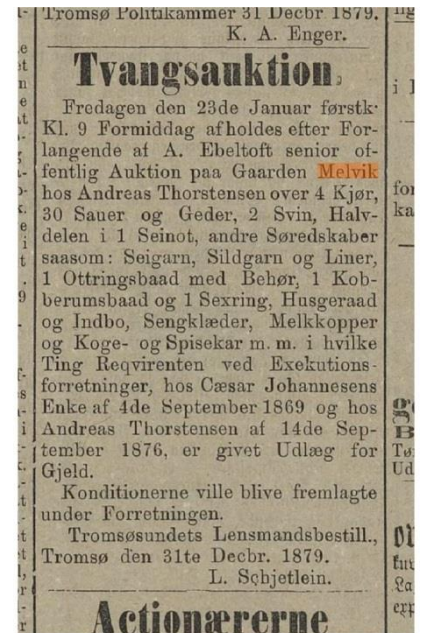 Tromsø Politikammer 31 Decbr 1879.
K. A. Enger.
Tvangsauktion.
Fredagen den 23de Januar førstk·
Kl. 9 Formiddag afholdes efter For-
langende af A. Ebeltoft senior of-
fentlig Auktion paa Gaarden Melvik
hos Andreas Thorstensen over 4 Kjør,
30 Sauer og Geder, 2 Svin, Halv-
delen i 1 Seinot, andre Søredskaber
saasom: Seigarn, Sildgarn og Liner,
1 Ottringsbaad med Behør, 1 Kob-
berumsbaad og 1 Sexring, Husgeraad
og Indbo, Sengklæder, Melkkopper
og Koge- og Spisekar m. m. i hvilke
Ting Reqvirenten ved Exekutions-
forretninger, hos Cæsar Johannesens
Enke af 4de September 1869 og hos
Andreas Thorstensen af 14de Sep-
tember 1876, er givet Udlæg for
Gjeld.
Konditionerne ville blive fremlagte
under Forretningen.
Tromsøsundets Lensmandsbestill.,
Tromsø den 31te Decbr. 1879.
L. Schjetlein.
Actionærerne